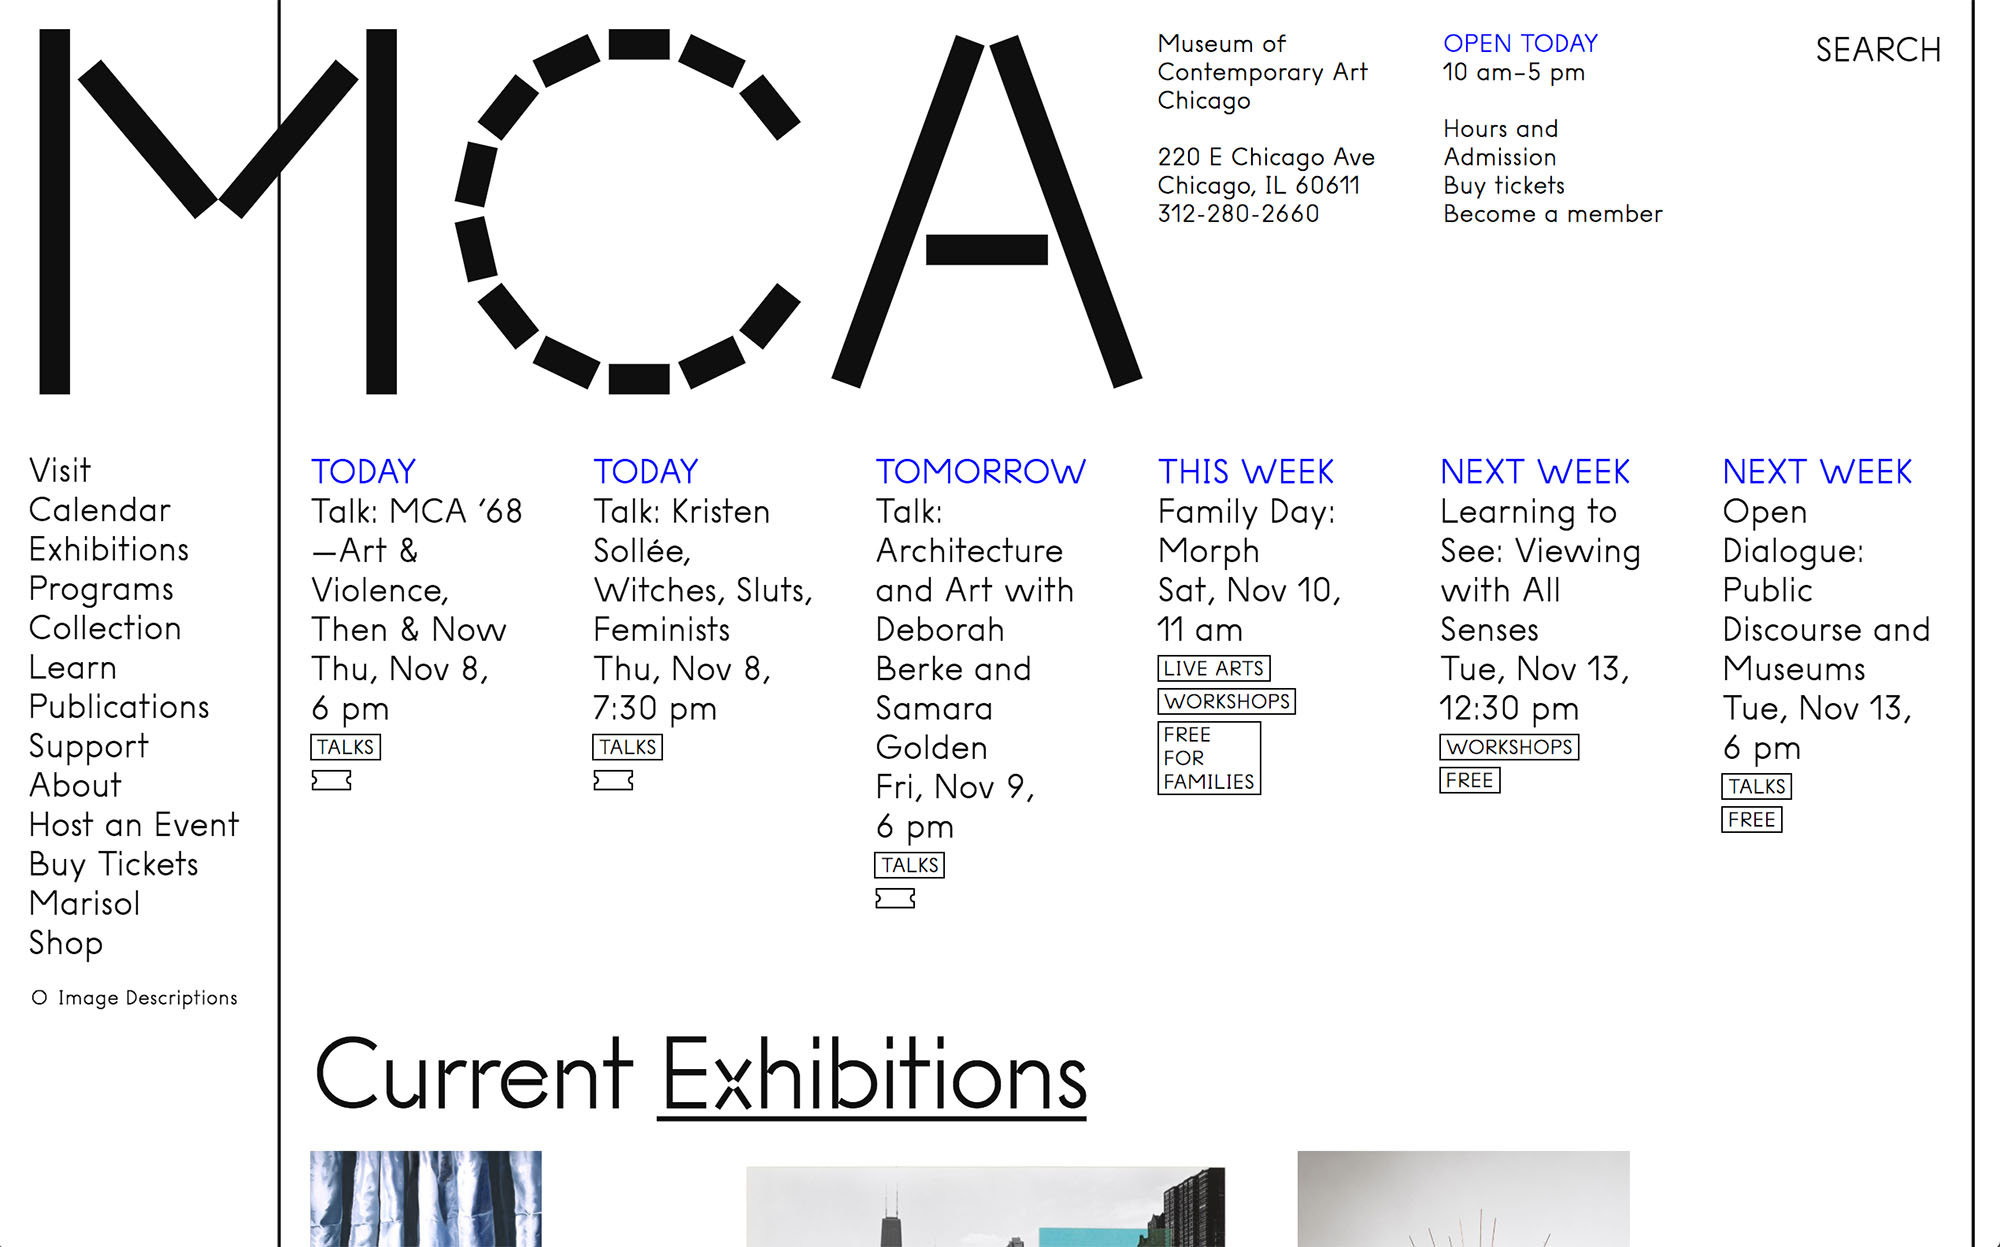 MCA
Museum of
Contemporary Art
Chicago
220 E Chicago Ave
Chicago, IL 60611
312-280-2660
OPEN TODAY
10 am–5 pm
Hours and
Admission
Buy tickets
Become a member
SEARCH
Visit
Calendar
Exhibitions
Programs
Collection
Learn
Publications
Support
About
Host an Event
Buy Tickets
Marisol
Shop
Image Descriptions
TODAY
Talk: MCA ’68
—Art &
Violence,
Then & Now
Thu, Nov 8,
6 pm
TALKS
TODAY
Talk: Kristen
Sollée,
Witches, Sluts,
Feminists
Thu, Nov 8,
7:30 pm
TALKS
TOMORROW
Talk:
Architecture
and Art with
Deborah
Berke and
Samara
Golden
Fri, Nov 9,
6 pm
TALKS
THIS WEEK
Family Day:
Morph
Sat, Nov 10,
11 am
LIVE ARTS
WORKSHOPS
FREE
FOR
FAMILIES
NEXT WEEK
Learning to
See: Viewing
with All
Senses
Tue, Nov 13,
12:30 pm
WORKSHOPS
FREE
NEXT WEEK
Open
Dialogue:
Public
Discourse and
Museums
Tue, Nov 13,
6 pm
TALKS
FREE
Current Exhibitions